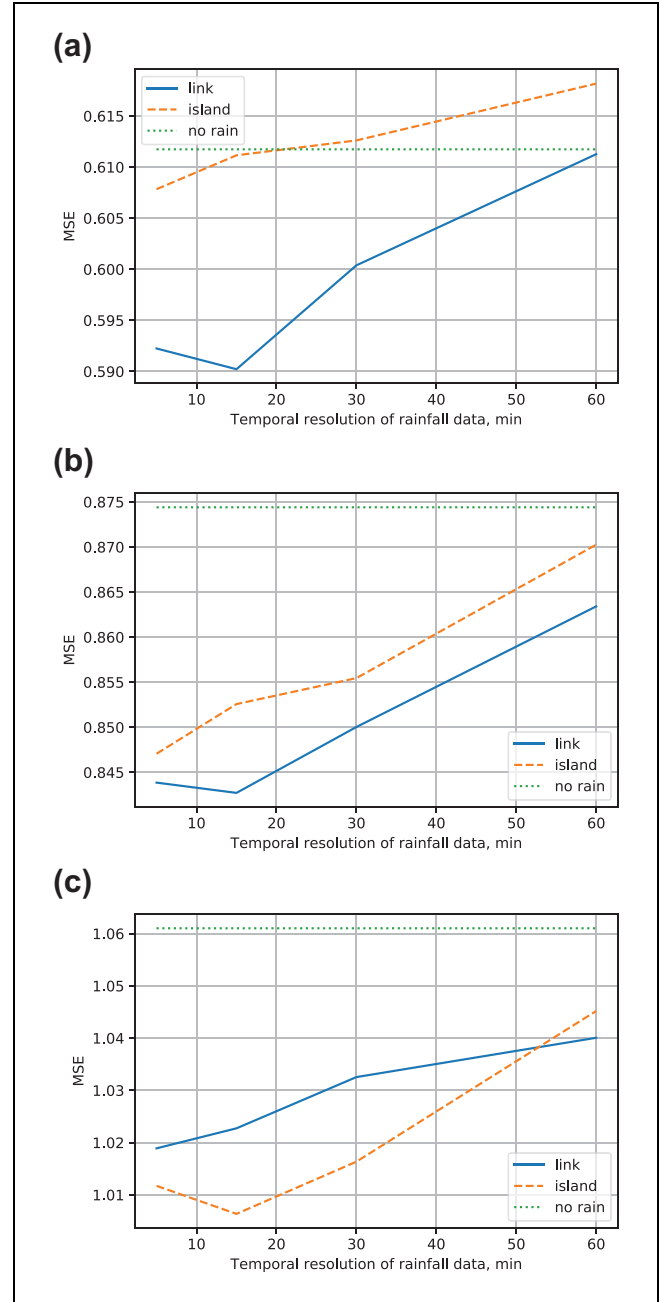 (a)
link
island
no rain
0.615
0.610
0.605
0.600
0.595
0.590
MSE
10 20 30 40 50 60
Temporal resolution of rainfall data, min
(b)
0.875
0.870
0.865
0.860
0.855
0.850
0.845
MSE
link
island
no rain
10 20 30 40 50 60
Temporal resolution of rainfall data, min
(c)
1.06
1.05
1.04
1.03
1.02
1.01
MSE
link
island
no rain
10 20 30 40 50 60
Temporal resolution of rainfall data, min